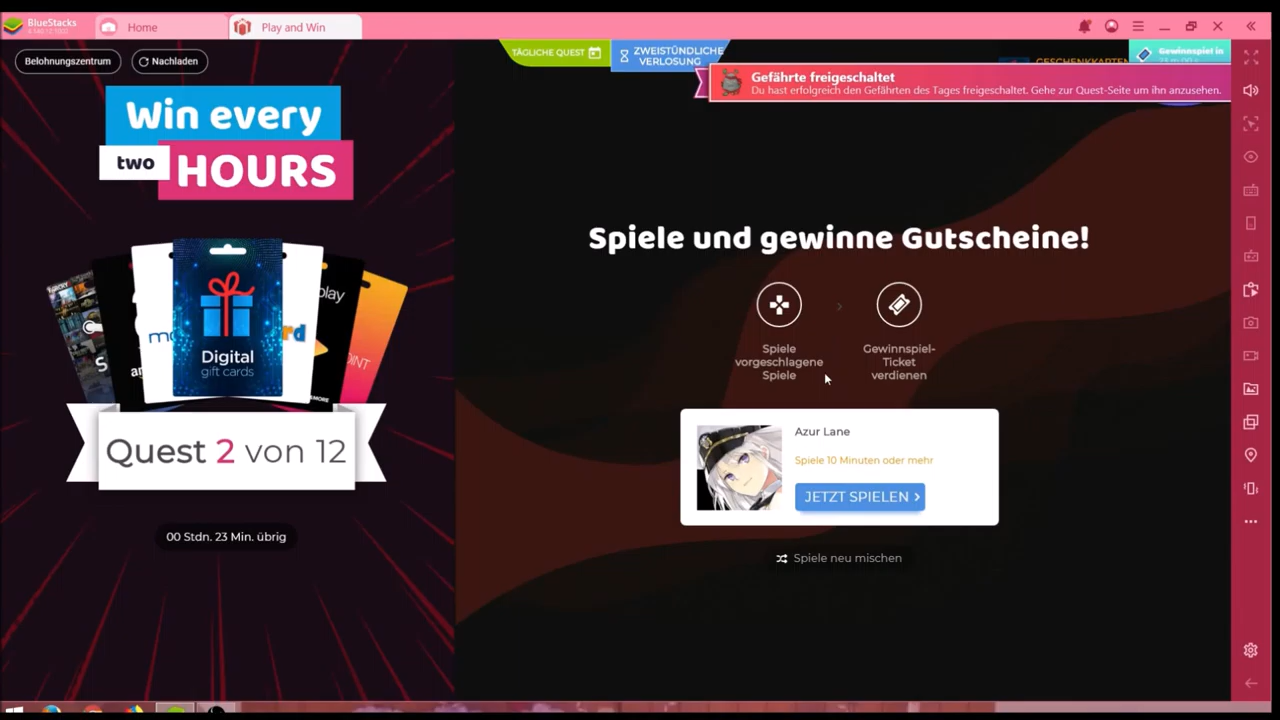 BlueStacks
Home
Play and Win
Belohnungszentrum
Nachladen
TÄGLICHE QUEST
ZWEISTÜNDLICHE
VERLOSUNG
GESCHENKKARTEN
Gewinnspiel in
Gefährte freigeschaltet
Du hast erfolgreich den Gefährten des Tages freigeschaltet. Gehe zur Quest-Seite um ihn anzusehen.
Win every
two HOURS
Digital
gift cards
Quest 2 von 12
00 Stdn. 23 Min. übrig
Spiele und gewinne Gutscheine!
Spiele
vorgeschlagene
Spiele
Gewinnspiel-
Ticket
verdienen
Azur Lane
Spiele 10 Minuten oder mehr
JETZT SPIELEN
Spiele neu mischen